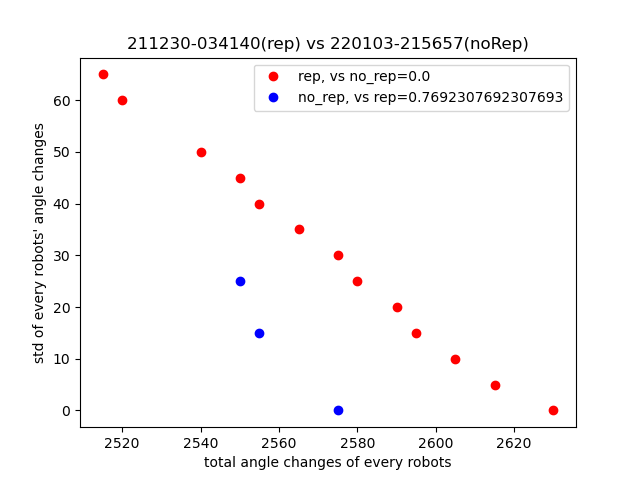 211230-034140(rep) vs 220103-215657(noRep)
rep, vs no_rep=0.0
no_rep, vs rep=0.7692307692307693
std of every robots' angle changes
60
50
40
30
20
10
0
2520 2540 2560 2580 2600 2620
total angle changes of every robots